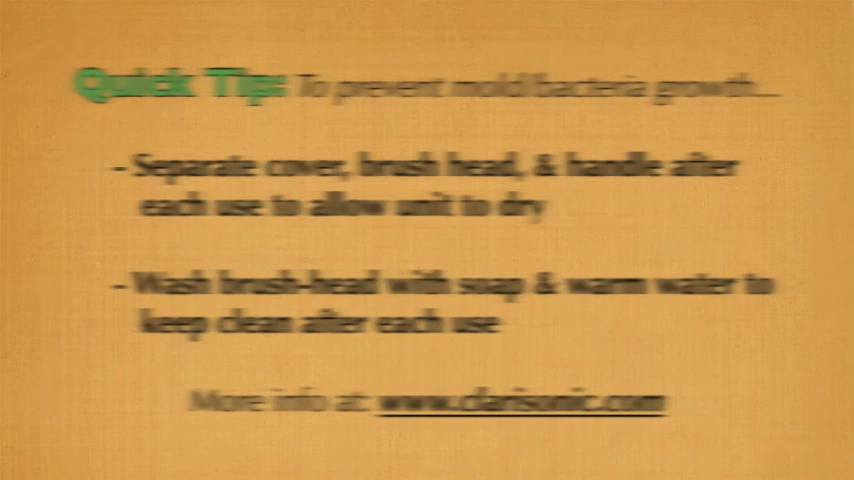 Quick Tip: To prevent mold/bacteria growth...
- Separate cover, brush head, & handle after
each use to allow unit to dry
- Wash brush-head with soap & warm water to
keep clean after each use
More info at: www.clarisonic.com